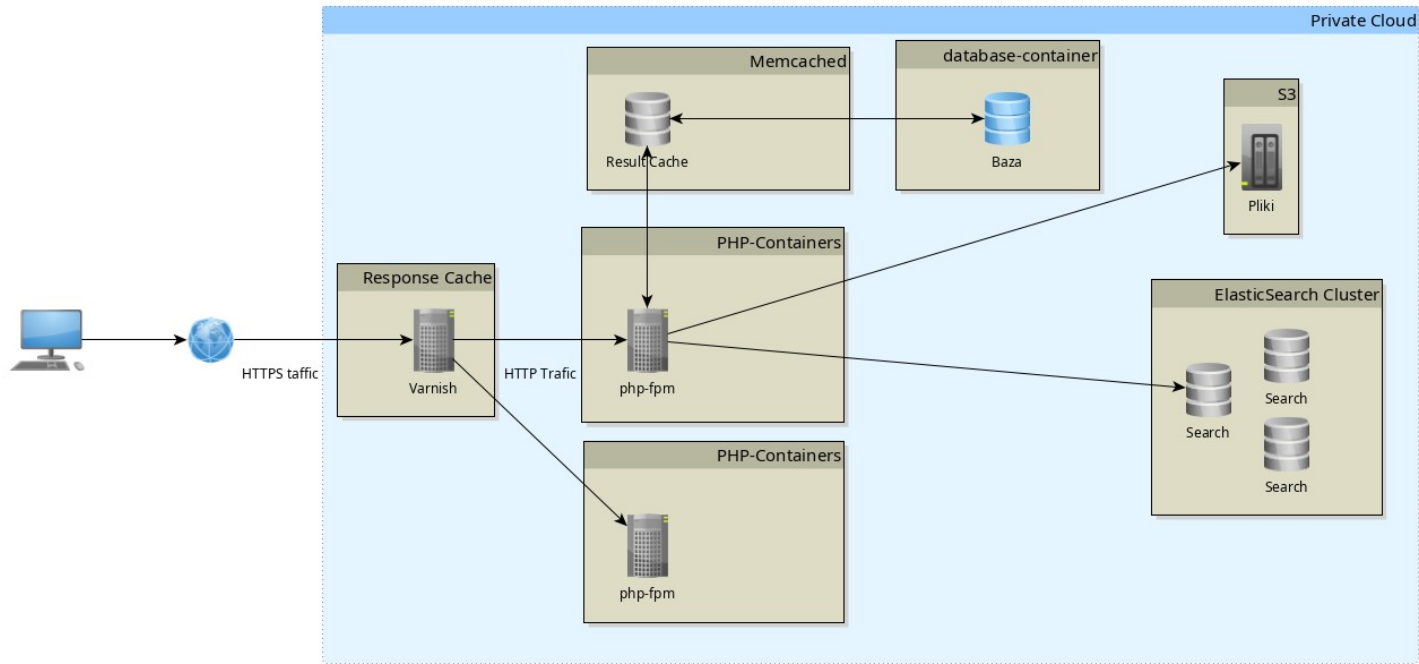 Private Cloud
Memcached
Result Cache
database-container
Baza
S3
Pliki
Response Cache
Varnish
HTTPS taffic
HTTP Trafic
PHP-Containers
php-fpm
ElasticSearch Cluster
Search
Search
Search
PHP-Containers
php-fpm